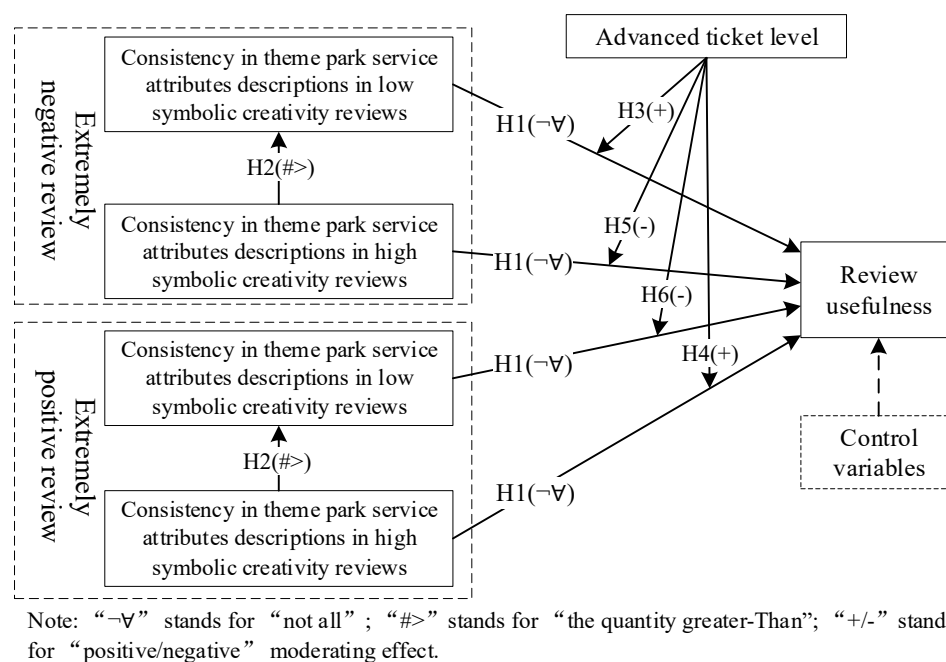 Advanced ticket level
Extremely
negative review
Consistency in theme park service
attributes descriptions in low
symbolic creativity reviews
H2(#>)
Consistency in theme park service
attributes descriptions in high
symbolic creativity reviews
H1(¬∀)
H3(+)
H1(¬∀)
H5(-)
H6(-)
H4(+)
Review
usefulness
Extremely
positive review
Consistency in theme park service
attributes descriptions in low
symbolic creativity reviews
H2(#>)
Consistency in theme park service
attributes descriptions in high
symbolic creativity reviews
H1(¬∀)
H1(¬∀)
Control
variables
Note: “¬∀” stands for “not all”; “#>” stands for “the quantity greater-Than”; “+/-” stand
for “positive/negative” moderating effect.